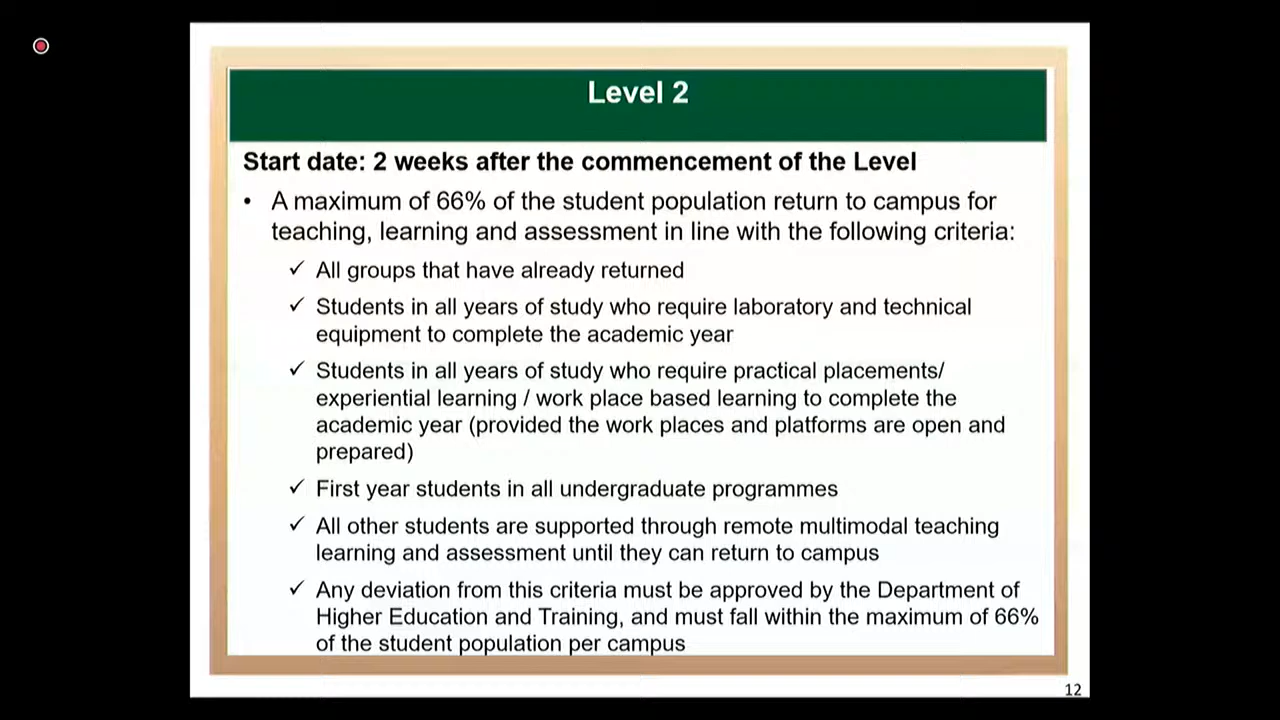 Level 2
Start date: 2 weeks after the commencement of the Level
• A maximum of 66% of the student population return to campus for
teaching, learning and assessment in line with the following criteria:
✓ All groups that have already returned
✓ Students in all years of study who require laboratory and technical
equipment to complete the academic year
✓ Students in all years of study who require practical placements/
experiential learning / work place based learning to complete the
academic year (provided the work places and platforms are open and
prepared)
✓ First year students in all undergraduate programmes
✓ All other students are supported through remote multimodal teaching
learning and assessment until they can return to campus
✓ Any deviation from this criteria must be approved by the Department of
Higher Education and Training, and must fall within the maximum of 66%
of the student population per campus
12